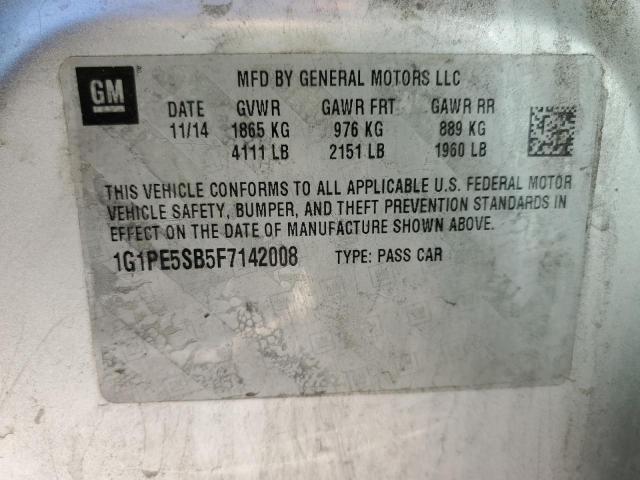 GM
MFD BY GENERAL MOTORS LLC
DATE GVWR GAWR FRT GAWR RR
11/14 1865 KG 976 KG 889 KG
4111 LB 2151 LB 1960 LB
THIS VEHICLE CONFORMS TO ALL APPLICABLE U.S. FEDERAL MOTOR
VEHICLE SAFETY, BUMPER, AND THEFT PREVENTION STANDARDS IN
EFFECT ON THE DATE OF MANUFACTURE SHOWN ABOVE.
1G1PE5SB5F7142008 TYPE: PASS CAR